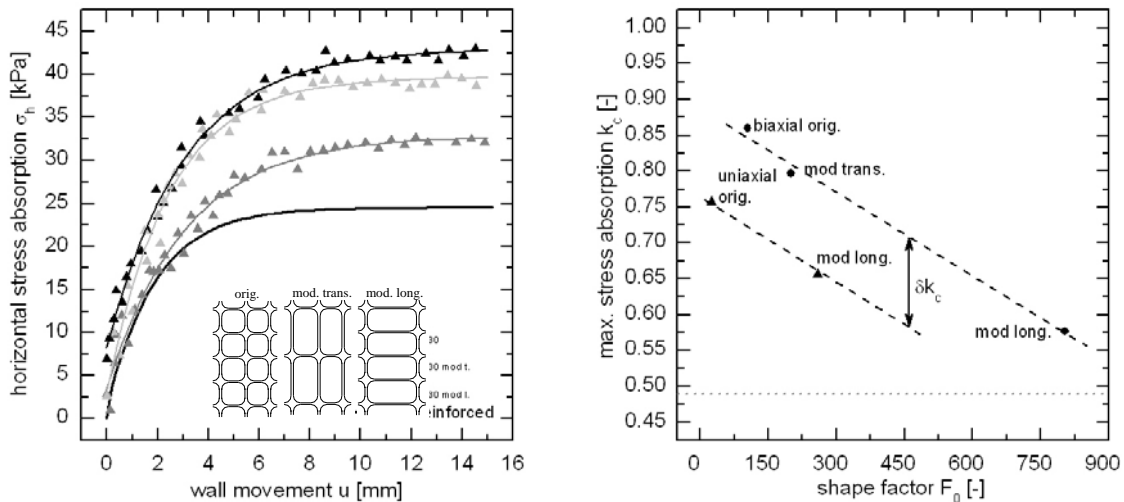 horizontal stress absorption σh [kPa]
45
40
35
30
25
20
15
10
5
0
orig.
mod. trans.
mod. long.
30
00 mod t.
30 mod l.
einforced
0 2 4 6 8 10 12 14 16
wall movement u [mm]
max. stress absorption kc [-]
1.00
0.95
0.90
0.85
0.80
0.75
0.70
0.65
0.60
0.55
0.50
0.45
biaxial orig.
mod trans.
uniaxial
orig.
mod long.
δkc
mod long.
0 150 300 450 600 750 900
shape factor F0 [-]